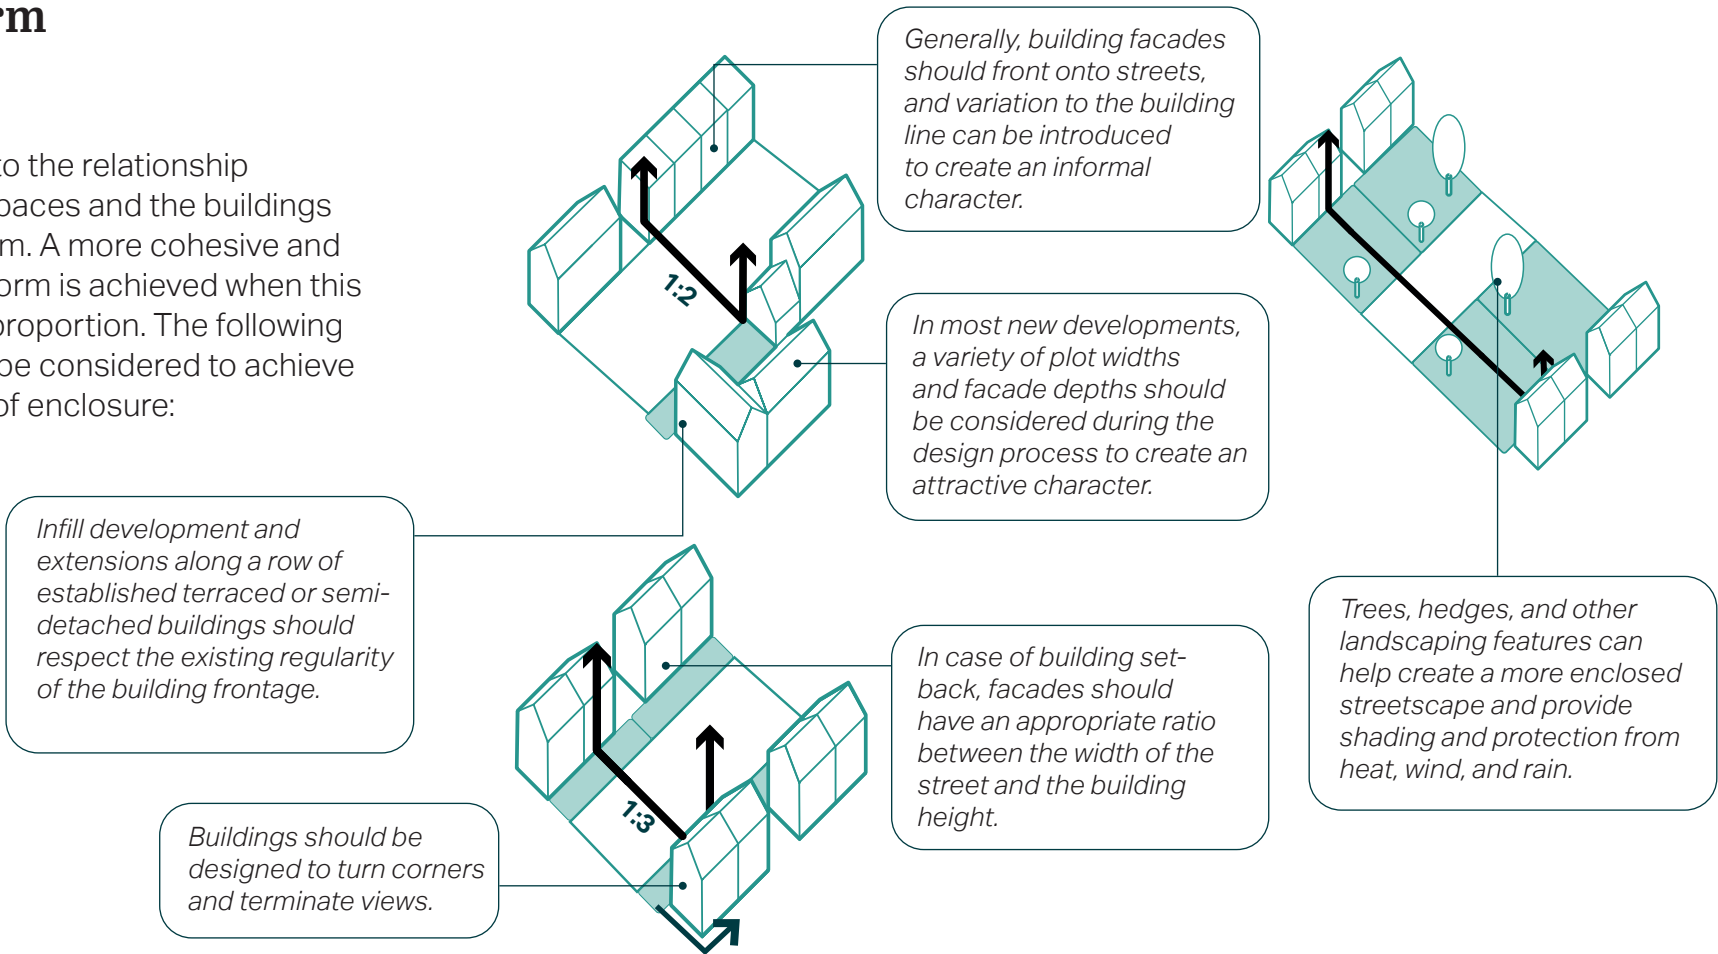 rm
to the relationship
paces and the buildings
m. A more cohesive and
orm is achieved when this
proportion. The following
be considered to achieve
of enclosure:
Generally, building facades
should front onto streets,
and variation to the building
line can be introduced
to create an informal
character.
1:2
In most new developments,
a variety of plot widths
and facade depths should
be considered during the
design process to create an
attractive character.
Infill development and
extensions along a row of
established terraced or semi-
detached buildings should
respect the existing regularity
of the building frontage.
In case of building set-
back, facades should
have an appropriate ratio
between the width of the
street and the building
height.
Trees, hedges, and other
landscaping features can
help create a more enclosed
streetscape and provide
shading and protection from
heat, wind, and rain.
1:3
Buildings should be
designed to turn corners
and terminate views.